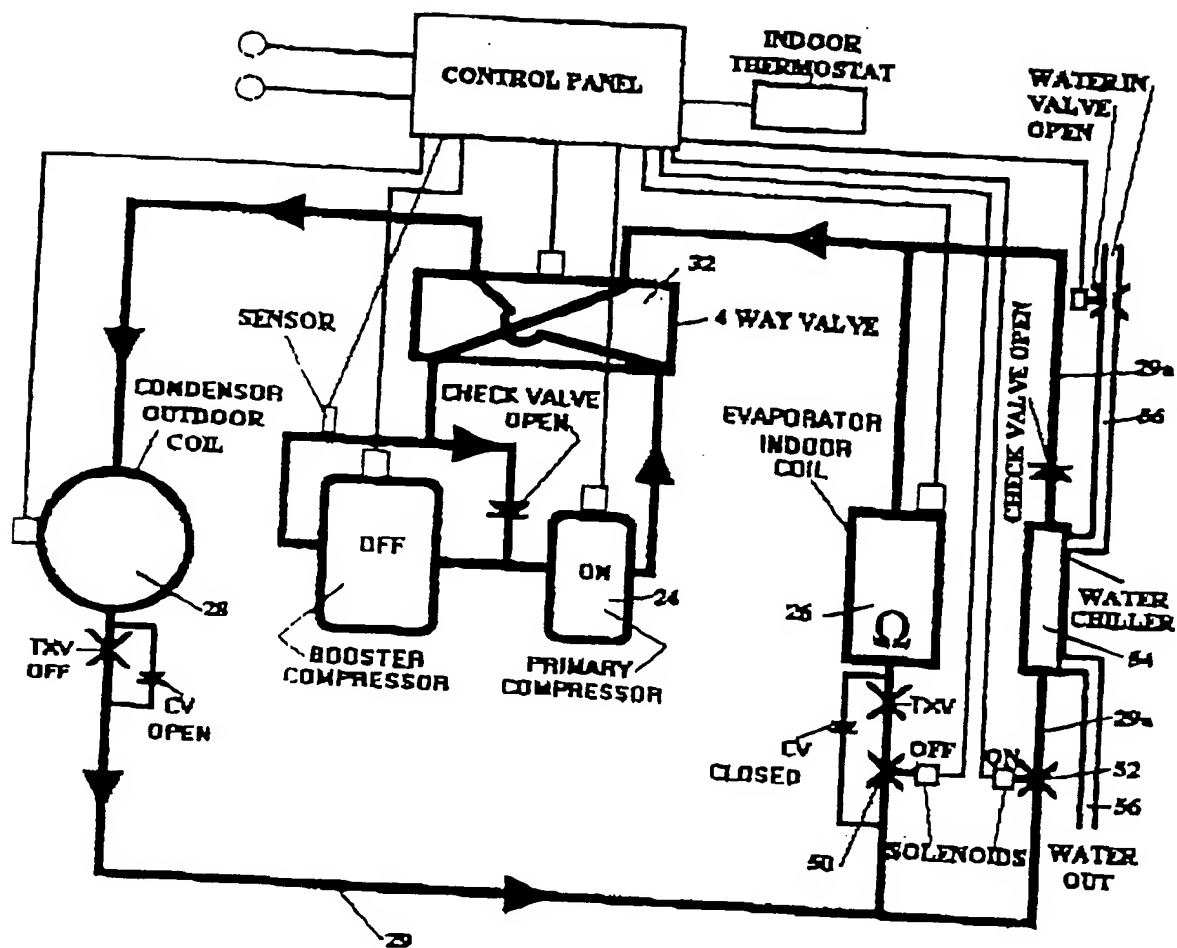 CONTROL PANEL
INDOOR
THERMOSTAT
WATER IN
VALVE
OPEN
32
4 WAY VALVE
SENSOR
CHECK VALVE
OPEN
CONDENSOR
OUTDOOR
COIL
EVAPORATOR
INDOOR
COIL
CHECK VALVE OPEN
29a
56
OFF
ON
24
28
26
Ω
WATER
CHILLER
54
TXV
OFF
CV
OPEN
BOOSTER
COMPRESSOR
PRIMARY
COMPRESSOR
TXV
29a
CV
CLOSED
OFF
ON
52
56
50
SOLENOIDS
WATER
OUT
29